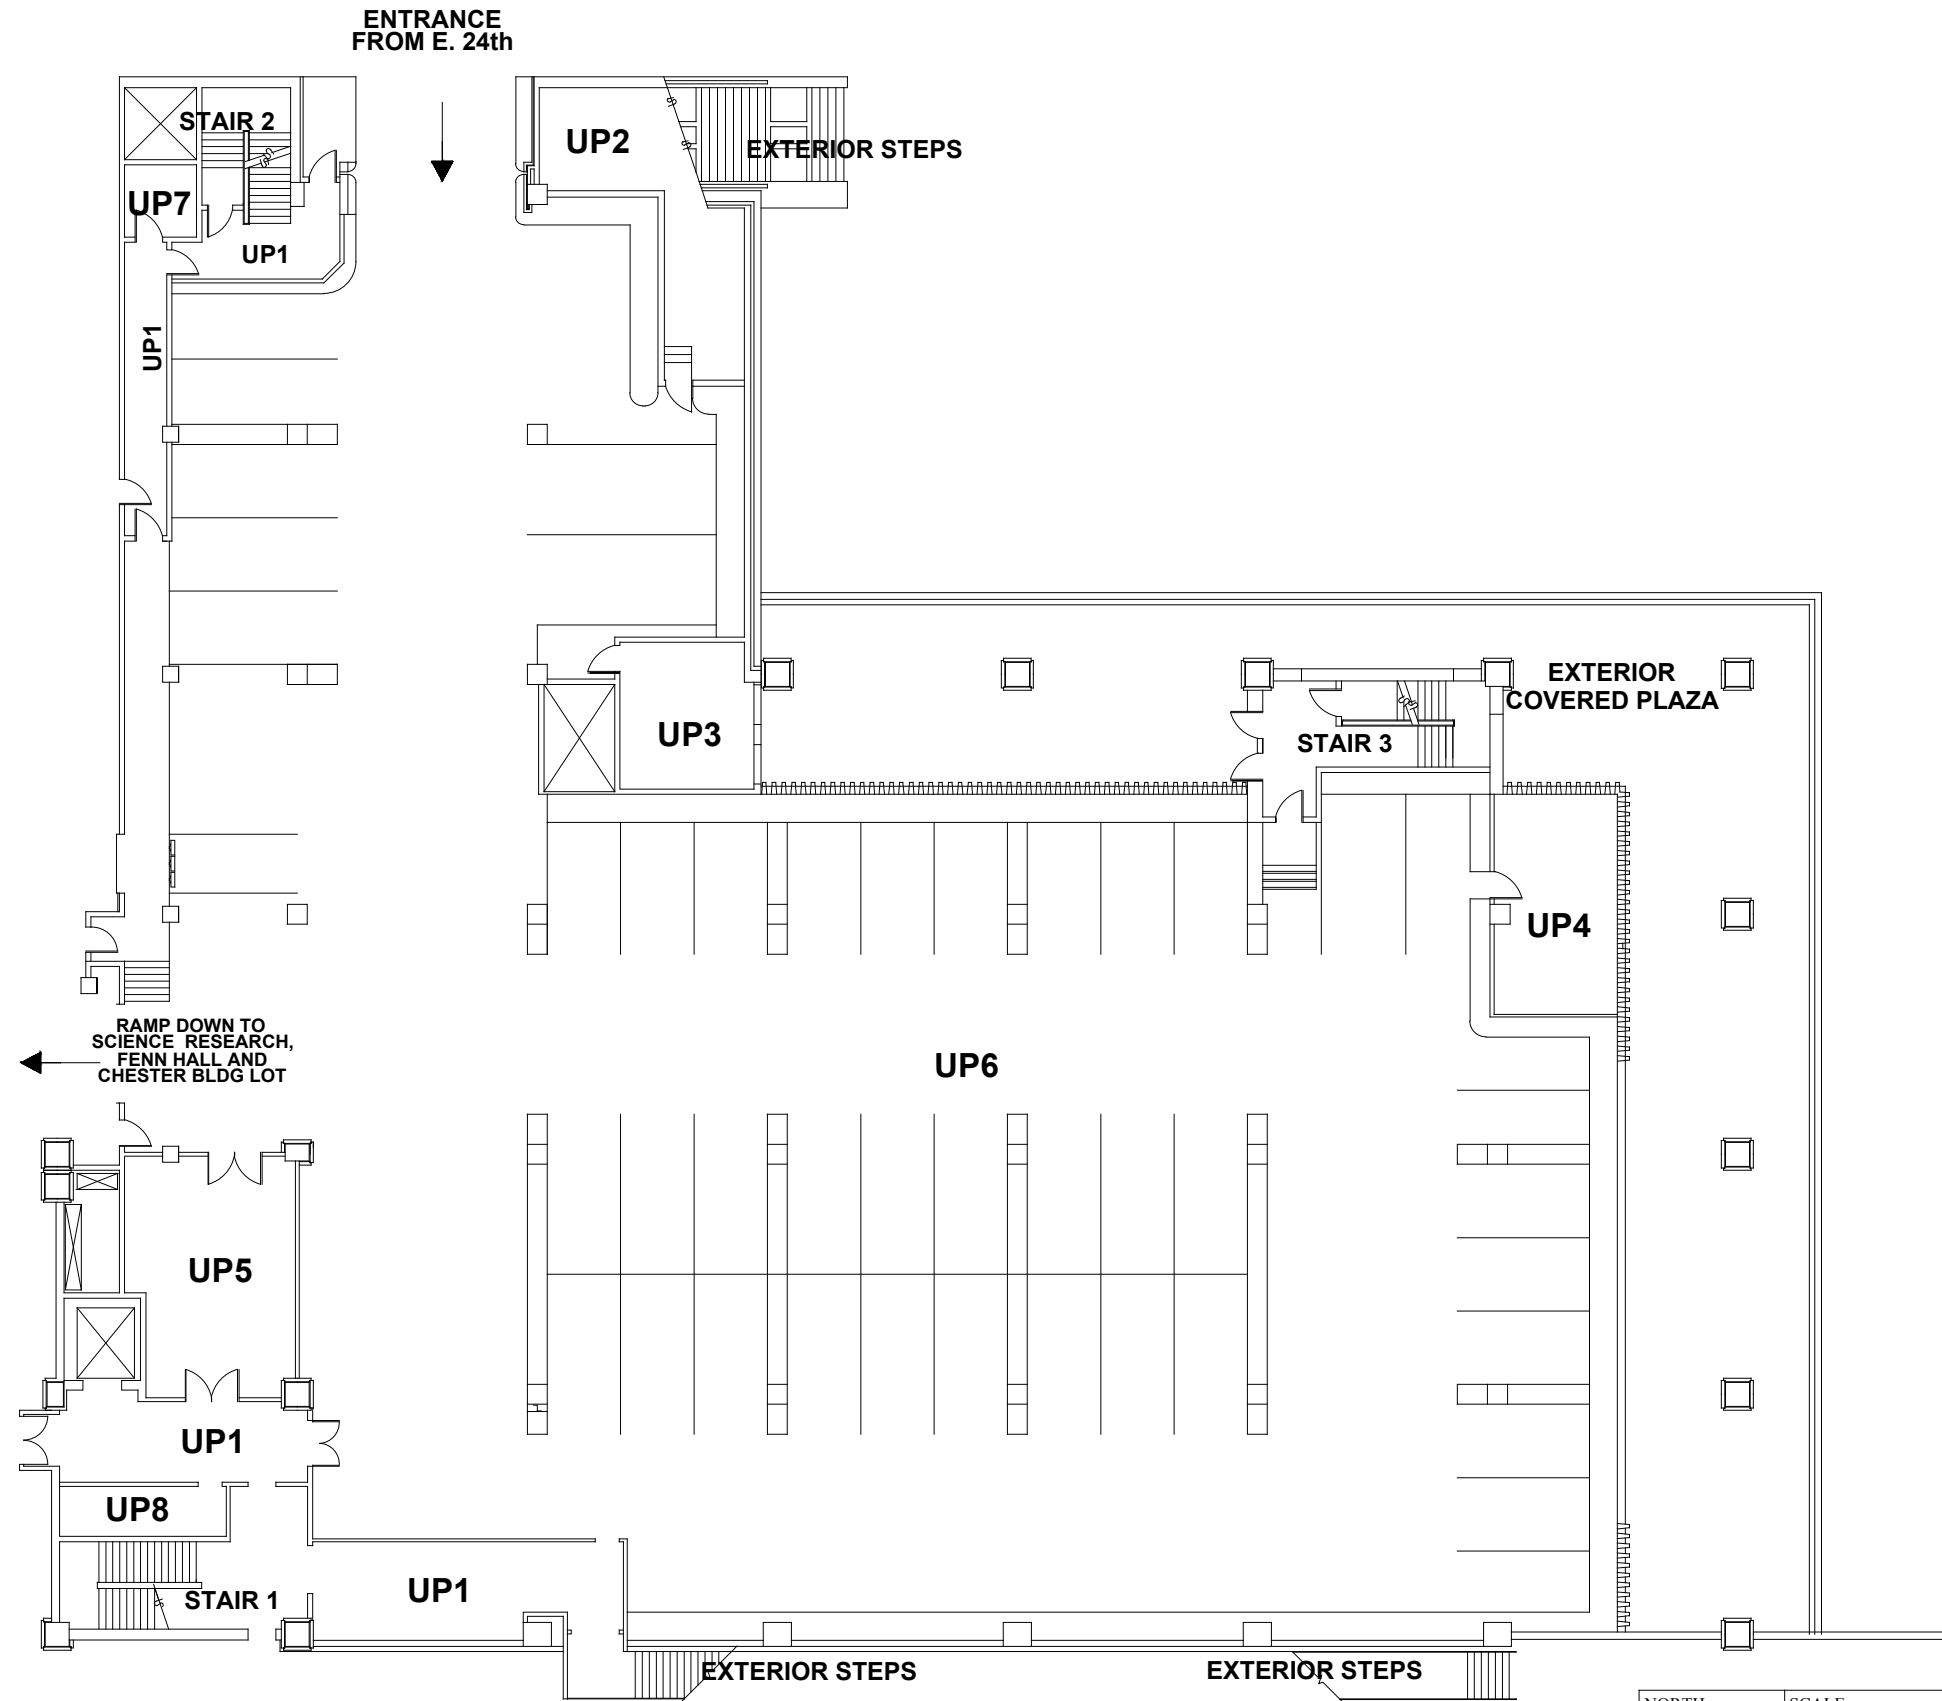 ENTRANCE
FROM E. 24th
STAIR 2
UP2
EXTERIOR STEPS
UP7
UP1
UP1
EXTERIOR
COVERED PLAZA
UP3
STAIR 3
UP4
RAMP DOWN TO
SCIENCE RESEARCH,
FENN HALL AND
CHESTER BLDG LOT
UP6
UP5
UP1
UP8
UP1
STAIR 1
EXTERIOR STEPS
EXTERIOR STEPS
NORTH
SCALE